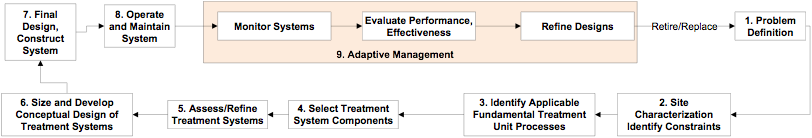 7. Final
Design,
Construct
System
8. Operate
and Maintain
System
Monitor Systems
Evaluate Performance,
Effectiveness
Refine Designs
9. Adaptive Management
Retire/Replace
1. Problem
Definition
6. Size and Develop
Conceptual Design of
Treatment Systems
5. Assess/Refine
Treatment Systems
4. Select Treatment
System Components
3. Identify Applicable
Fundamental Treatment
Unit Processes
2. Site
Characterization
Identify Constraints